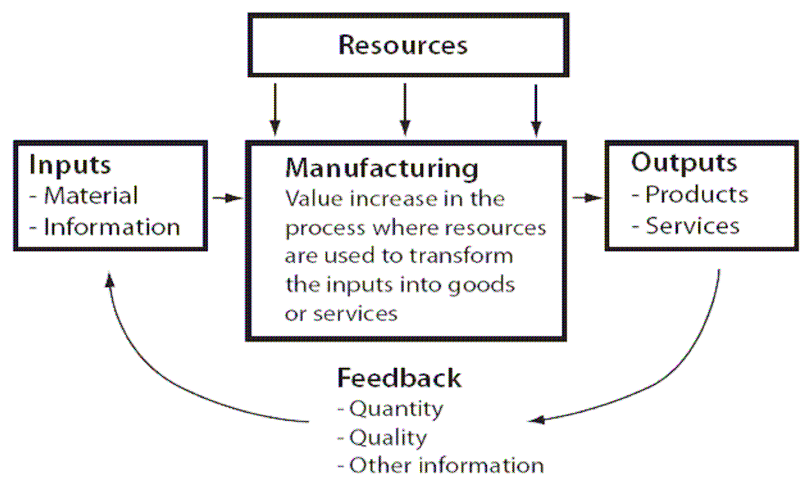 Resources
Inputs
- Material
- Information
Manufacturing
Value increase in the
process where resources
are used to transform
the inputs into goods
or services
Outputs
- Products
- Services
Feedback
- Quantity
- Quality
- Other information